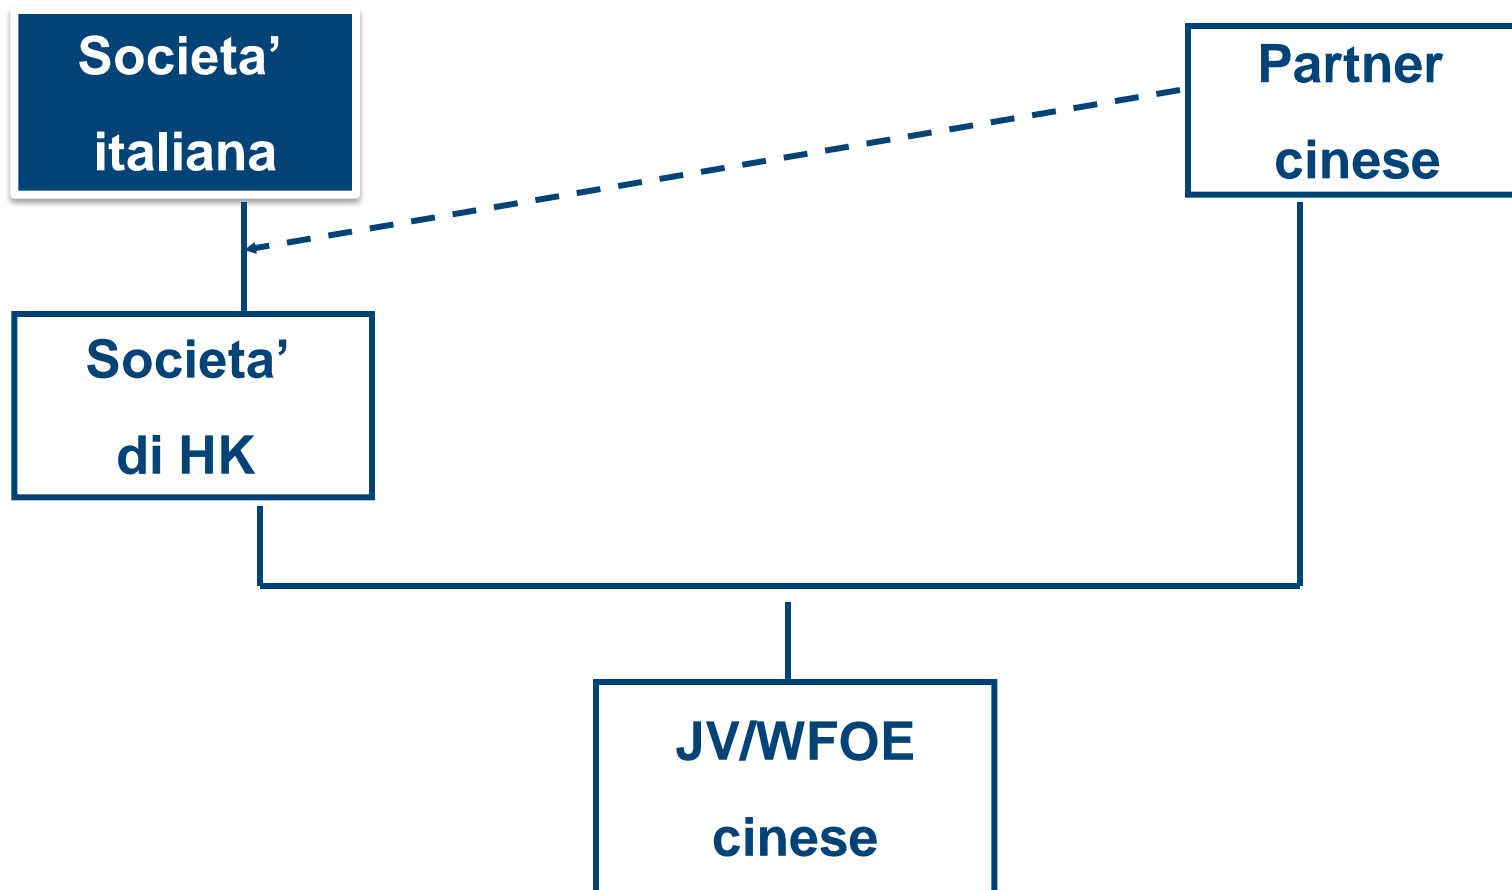 Societa’
italiana
Partner
cinese
Societa’
di HK
JV/WFOE
cinese